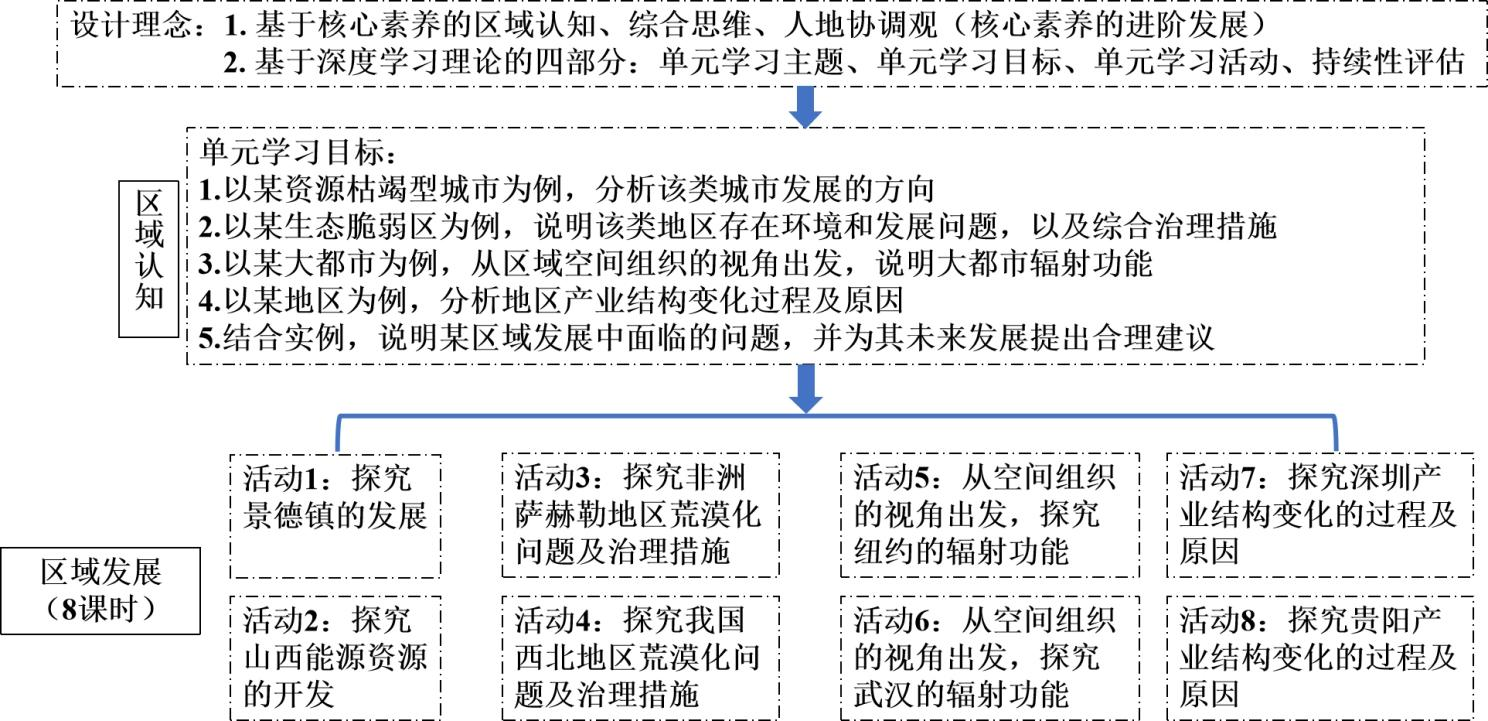 设计理念：1. 基于核心素养的区域认知、综合思维、人地协调观（核心素养的进阶发展）
2. 基于深度学习理论的四部分：单元学习主题、单元学习目标、单元学习活动、持续性评估
区域认知
单元学习目标：
1.以某资源枯竭型城市为例，分析该类城市发展的方向
2.以某生态脆弱区为例，说明该类地区存在环境和发展问题，以及综合治理措施
3.以某大都市为例，从区域空间组织的视角出发，说明大都市辐射功能
4.以某地区为例，分析地区产业结构变化过程及原因
5.结合实例，说明某区域发展中面临的问题，并为其未来发展提出合理建议
区域发展
（8课时）
活动1：探究
景德镇的发展
活动3：探究非洲
萨赫勒地区荒漠化
问题及治理措施
活动5：从空间组织
的视角出发，探究
纽约的辐射功能
活动7：探究深圳产
业结构变化的过程及
原因
活动2：探究
山西能源资源
的开发
活动4：探究我国
西北地区荒漠化问
题及治理措施
活动6：从空间组织
的视角出发，探究
武汉的辐射功能
活动8：探究贵阳产
业结构变化的过程及
原因